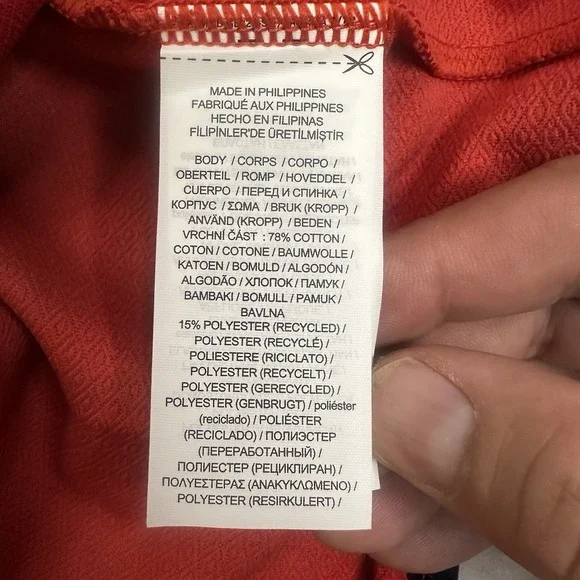 MADE IN PHILIPPINES
FABRIQUÉ AUX PHILIPPINES
HECHO EN FILIPINAS
FİLİPİNLER'DE ÜRETİLMİŞTİR
BODY / CORPS / CORPO /
OBERTEIL / ROMP / HOVEDDEL /
CUERPO / ПЕРЕД И СПИНКА /
КОРПУС / ΣΩΜΑ / BRUK (KROPP) /
ANVÄND (KROPP) / BEDEN /
VRCHNÍ ČÁST : 78% COTTON /
COTON / COTONE / BAUMWOLLE /
KATOEN / BOMULD / ALGODÓN /
ALGODÃO / ХЛОПОК / ПАМУК /
BAMBAKI / BOMULL / PAMUK /
BAVLNA
15% POLYESTER (RECYCLED) /
POLYESTER (RECYCLÉ) /
POLIESTERE (RICICLATO) /
POLYESTER (RECYCELT) /
POLYESTER (GERECYCLED) /
POLYESTER (GENBRUGT) / poliéster
(reciclado) / POLIÉSTER
(RECICLADO) / ПОЛИЭСТЕР
(ПЕРЕРАБОТАННЫЙ) /
ПОЛИЕСТЕР (РЕЦИКЛИРАН) /
ΠΟΛΥΕΣΤΕΡΑΣ (ΑΝΑΚΥΚΛΩΜΕΝΟ) /
POLYESTER (RESIRKULERT) /